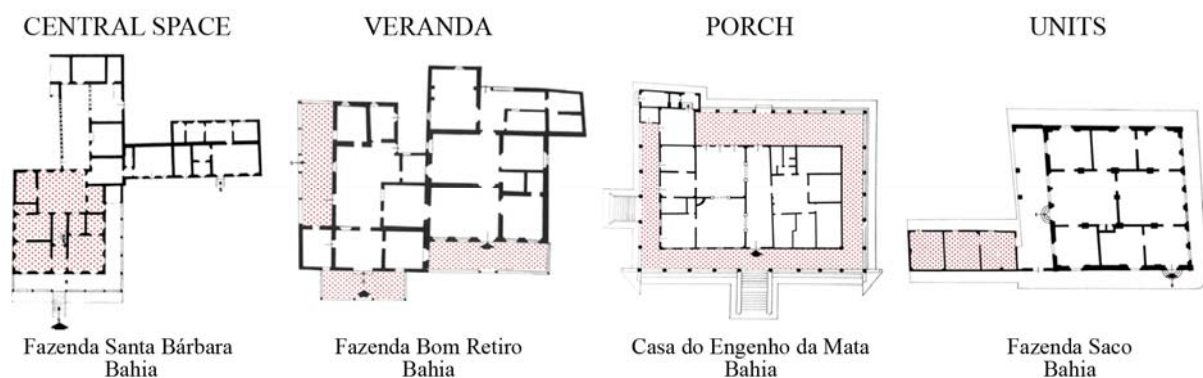 CENTRAL SPACE
VERANDA
PORCH
UNITS
Fazenda Santa Bárbara
Bahia
Fazenda Bom Retiro
Bahia
Casa do Engenho da Mata
Bahia
Fazenda Saco
Bahia